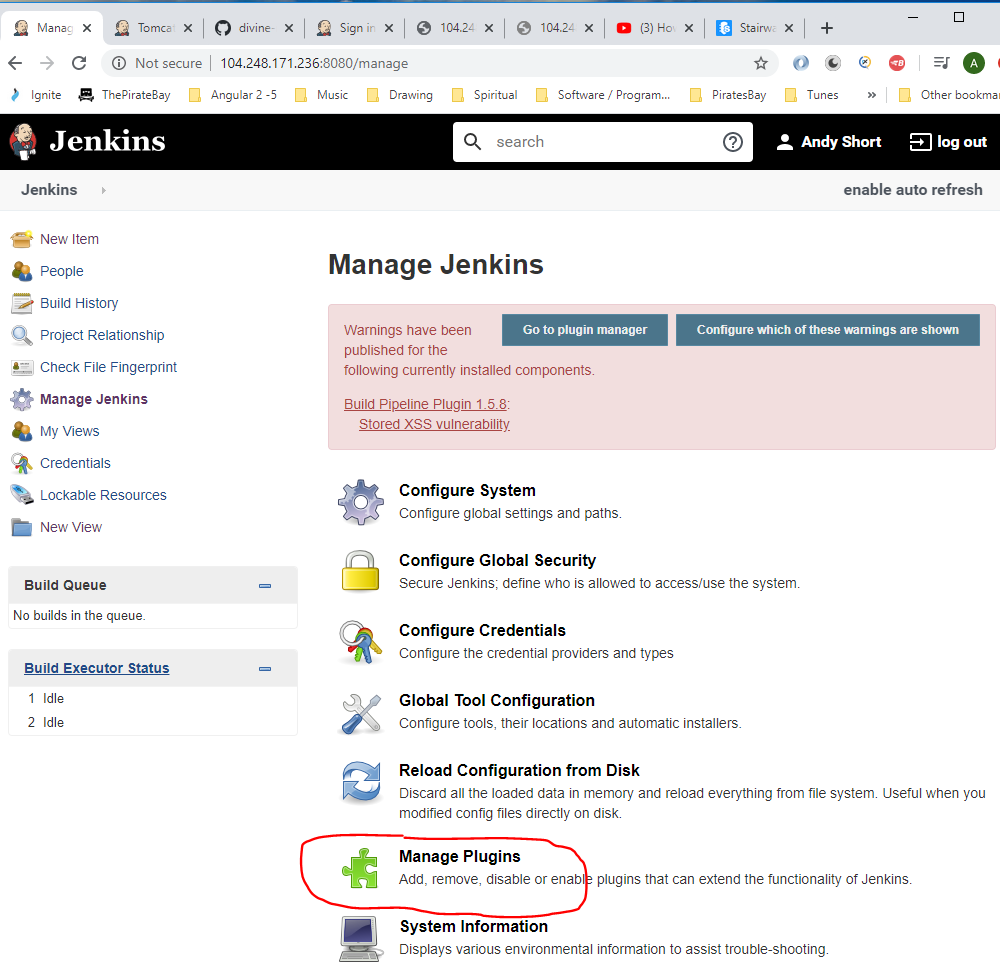 Manag
Tomcat
divine-
Sign in
104.24
104.24
(3) Hov
Stairwa
Not secure
104.248.171.236:8080/manage
A
Ignite
ThePirateBay
Angular 2 -5
Music
Drawing
Spiritual
Software / Program...
PiratesBay
Tunes
»
Other bookmar
Jenkins
search
Andy Short
log out
Jenkins
enable auto refresh
New Item
People
Build History
Project Relationship
Check File Fingerprint
Manage Jenkins
My Views
Credentials
Lockable Resources
New View
Build Queue
No builds in the queue.
Build Executor Status
1 Idle
2 Idle
Manage Jenkins
Warnings have been
published for the
following currently installed components.
Go to plugin manager
Configure which of these warnings are shown
Build Pipeline Plugin 1.5.8:
Stored XSS vulnerability
Configure System
Configure global settings and paths.
Configure Global Security
Secure Jenkins; define who is allowed to access/use the system.
Configure Credentials
Configure the credential providers and types
Global Tool Configuration
Configure tools, their locations and automatic installers.
Reload Configuration from Disk
Discard all the loaded data in memory and reload everything from file system. Useful when you
modified config files directly on disk.
Manage Plugins
Add, remove, disable or enable plugins that can extend the functionality of Jenkins.
System Information
Displays various environmental information to assist trouble-shooting.